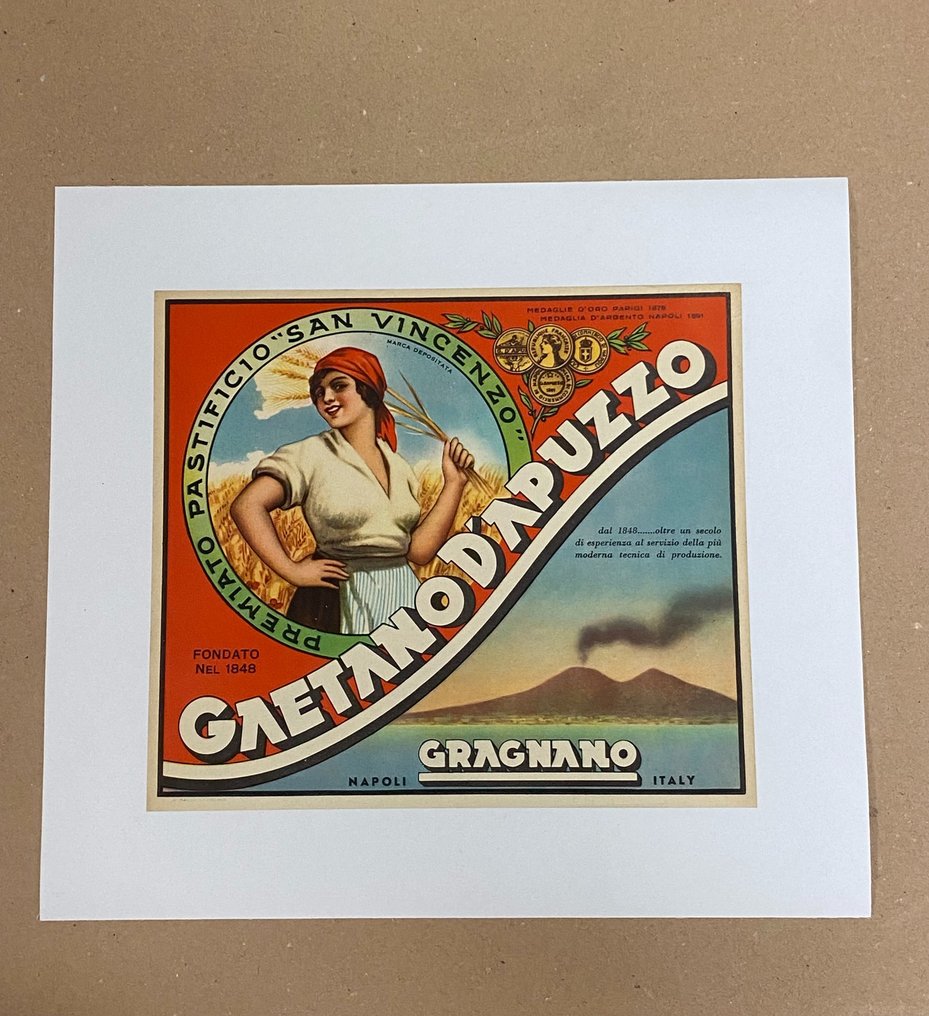 PREMIATO PASTIFICIO "SAN VINCENZO"
MARCA DEPOSITATA
MEDAGLIE D'ORO PARIGI 1878
MEDAGLIA D'ARGENTO NAPOLI 1891
GAETANO D'APUZZO
dal 1848.......oltre un secolo
di esperienza al servizio della più
moderna tecnica di produzione.
FONDATO
NEL 1848
GRAGNANO
NAPOLI
ITALY